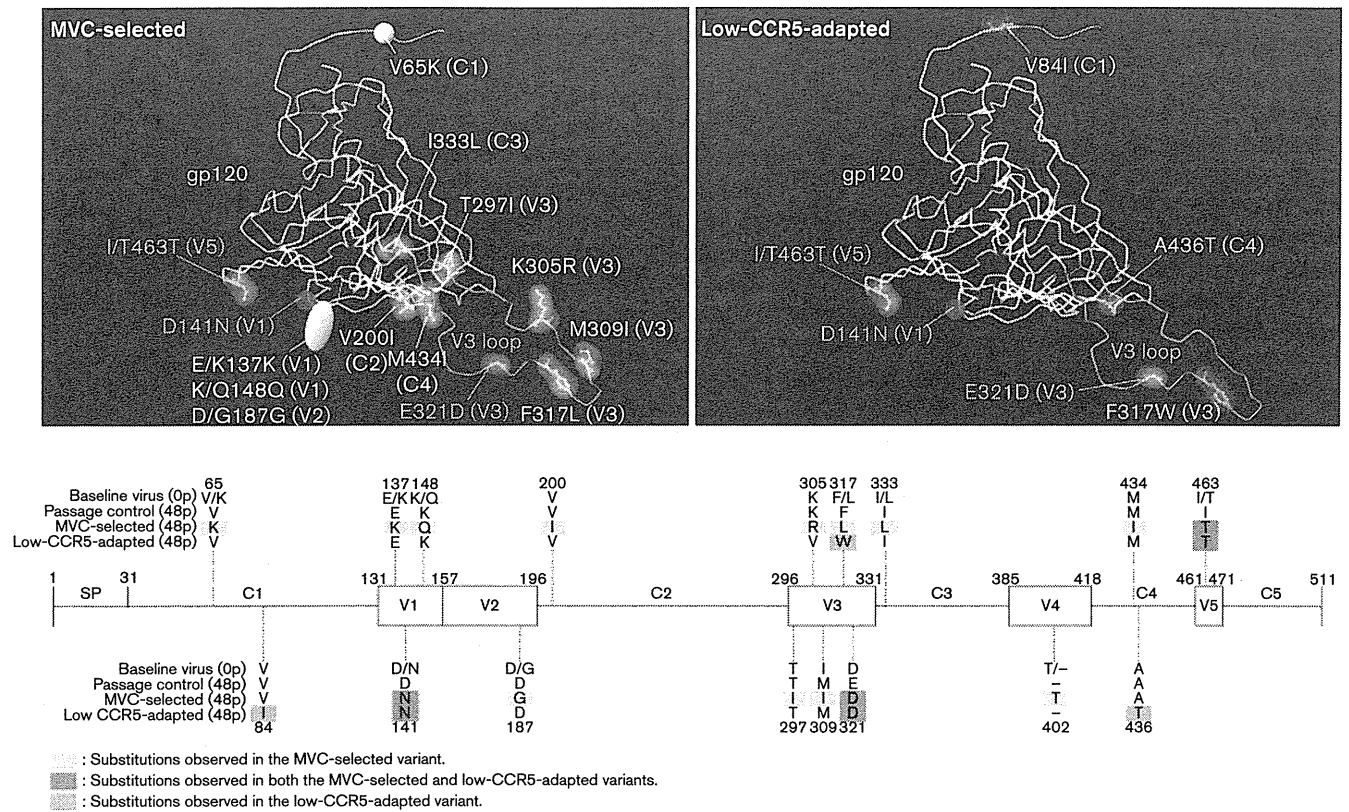 MVC-selected
V65K (C1)
I333L (C3)
gp120
T297I (V3)
I/T463T (V5)
K305R (V3)
D141N (V1)
V200I
(C2)
M434I
(C4)
V3 loop
M309I (V3)
E/K137K (V1)
K/Q148Q (V1)
D/G187G (V2)
E321D (V3)
F317L (V3)
Low-CCR5-adapted
V84I (C1)
gp120
I/T463T (V5)
A436T (C4)
D141N (V1)
V3 loop
E321D (V3)
F317W (V3)
65 137 148 200 305 317 333 434 463
Baseline virus (0p) V/K E/K K/Q V K F/L I/L M I/T
Passage control (48p) V E K V K F I M I
MVC-selected (48p) K K Q I R L L I T
Low-CCR5-adapted (48p) V E K V V W I M T
1 31 131 157 196 296 331 385 418 461 471 511
SP C1 V1 V2 C2 V3 C3 V4 C4 V5 C5
Baseline virus (0p) V D/N D/G T I D T/– A
Passage control (48p) V D D T M E – A
MVC-selected (48p) V N G I I D T A
Low CCR5-adapted (48p) I N D T M D – T
84 141 187 297 309 321 402 436
: Substitutions observed in the MVC-selected variant.
: Substitutions observed in both the MVC-selected and low-CCR5-adapted variants.
: Substitutions observed in the low-CCR5-adapted variant.